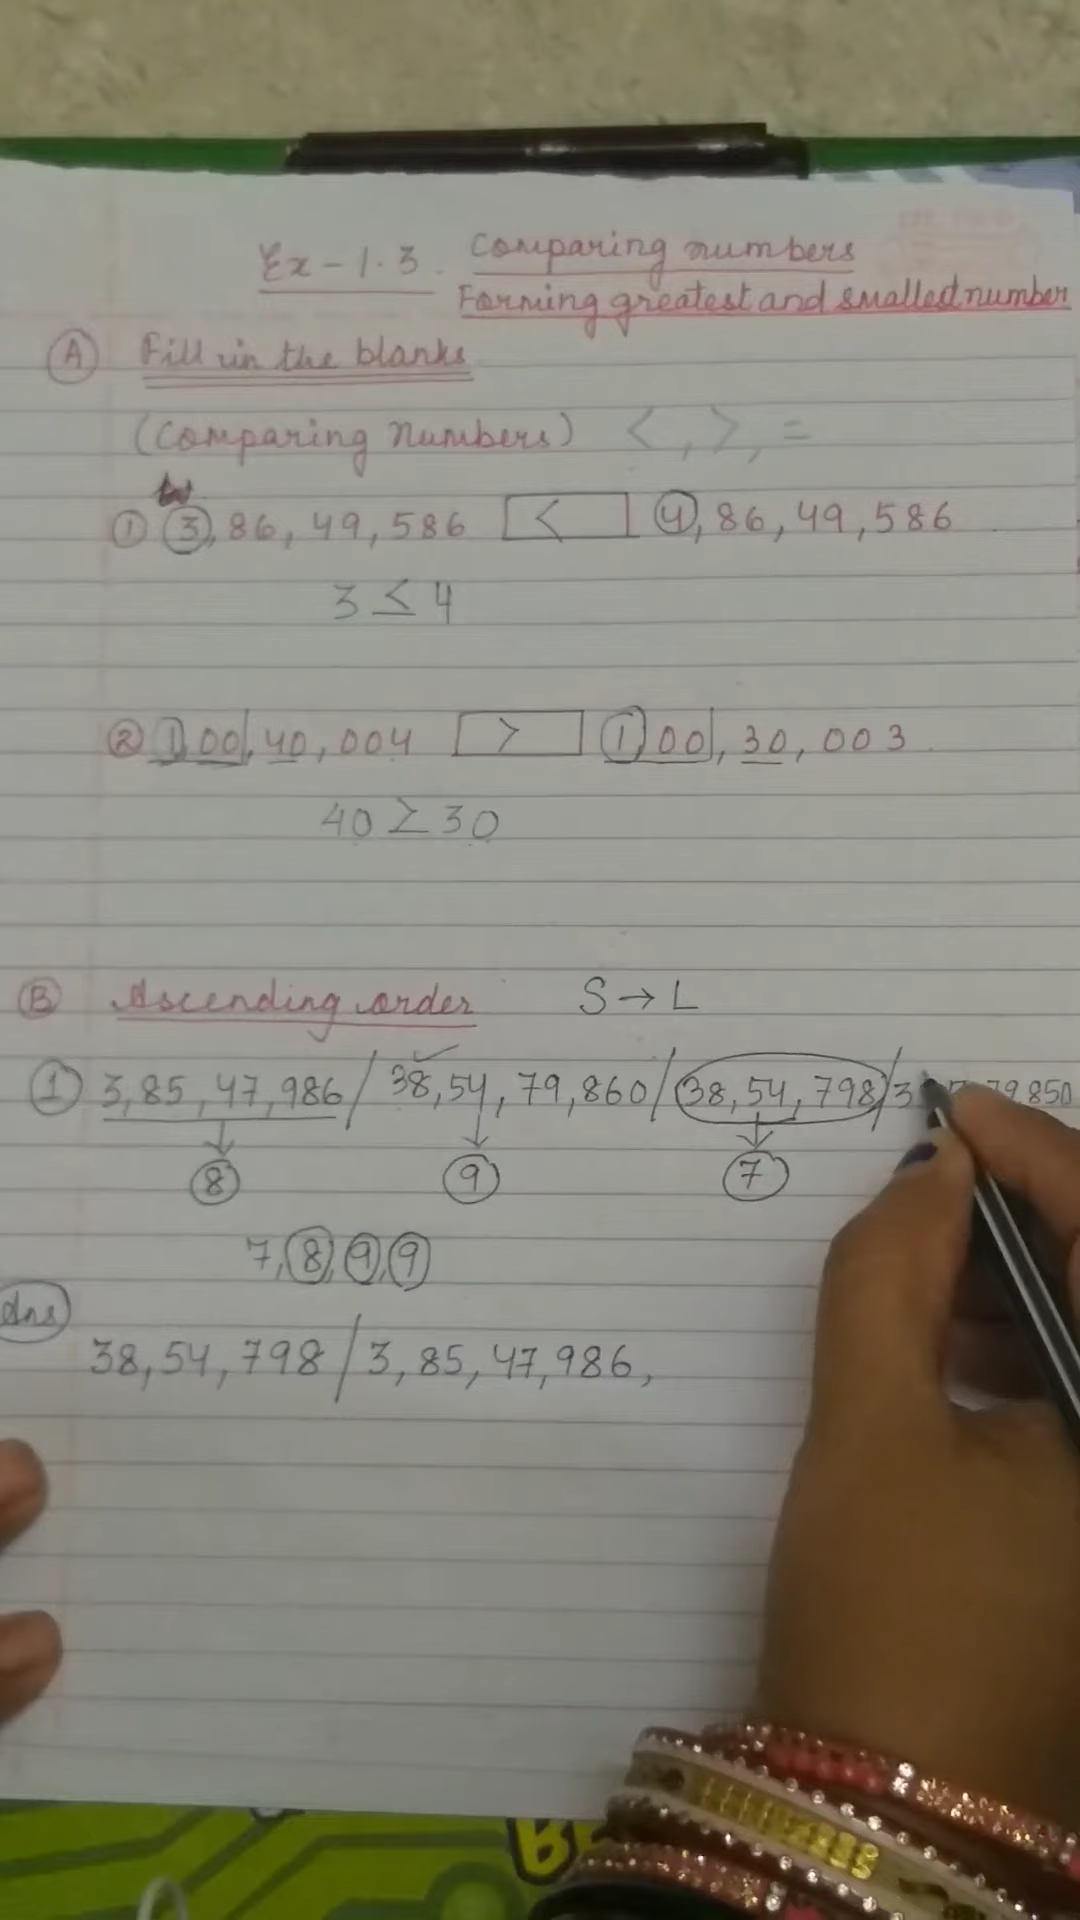 Ex-1.3. Comparing numbers
Forming greatest and smalled number
A Fill in the blanks
(Comparing Numbers) <, >, =
1 3,86,49,586 < 4,86,49,586
3 < 4
2 1,00,40,004 > 1,00,30,003
40 > 30
B Ascending order S → L
1 3,85,47,986 / 38,54,79,860 / 38,54,798 / 3 79,850
8 9 7
7, 8, 9, 9
Ans
38,54,798 / 3,85,47,986,